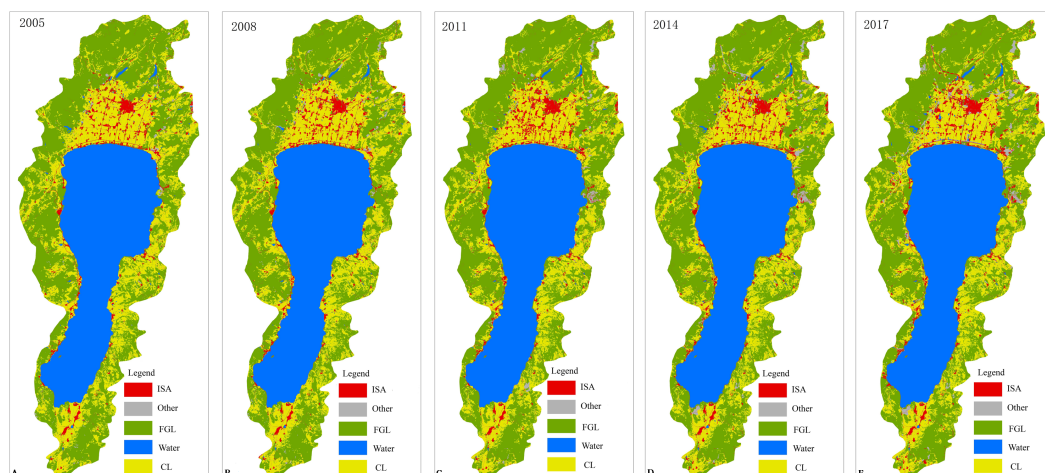 2005
Legend
ISA
Other
FGL
Water
CL
A
2008
Legend
ISA
Other
FGL
Water
CL
B
2011
Legend
ISA
Other
FGL
Water
CL
C
2014
Legend
ISA
Other
FGL
Water
CL
D
2017
Legend
ISA
Other
FGL
Water
CL
E